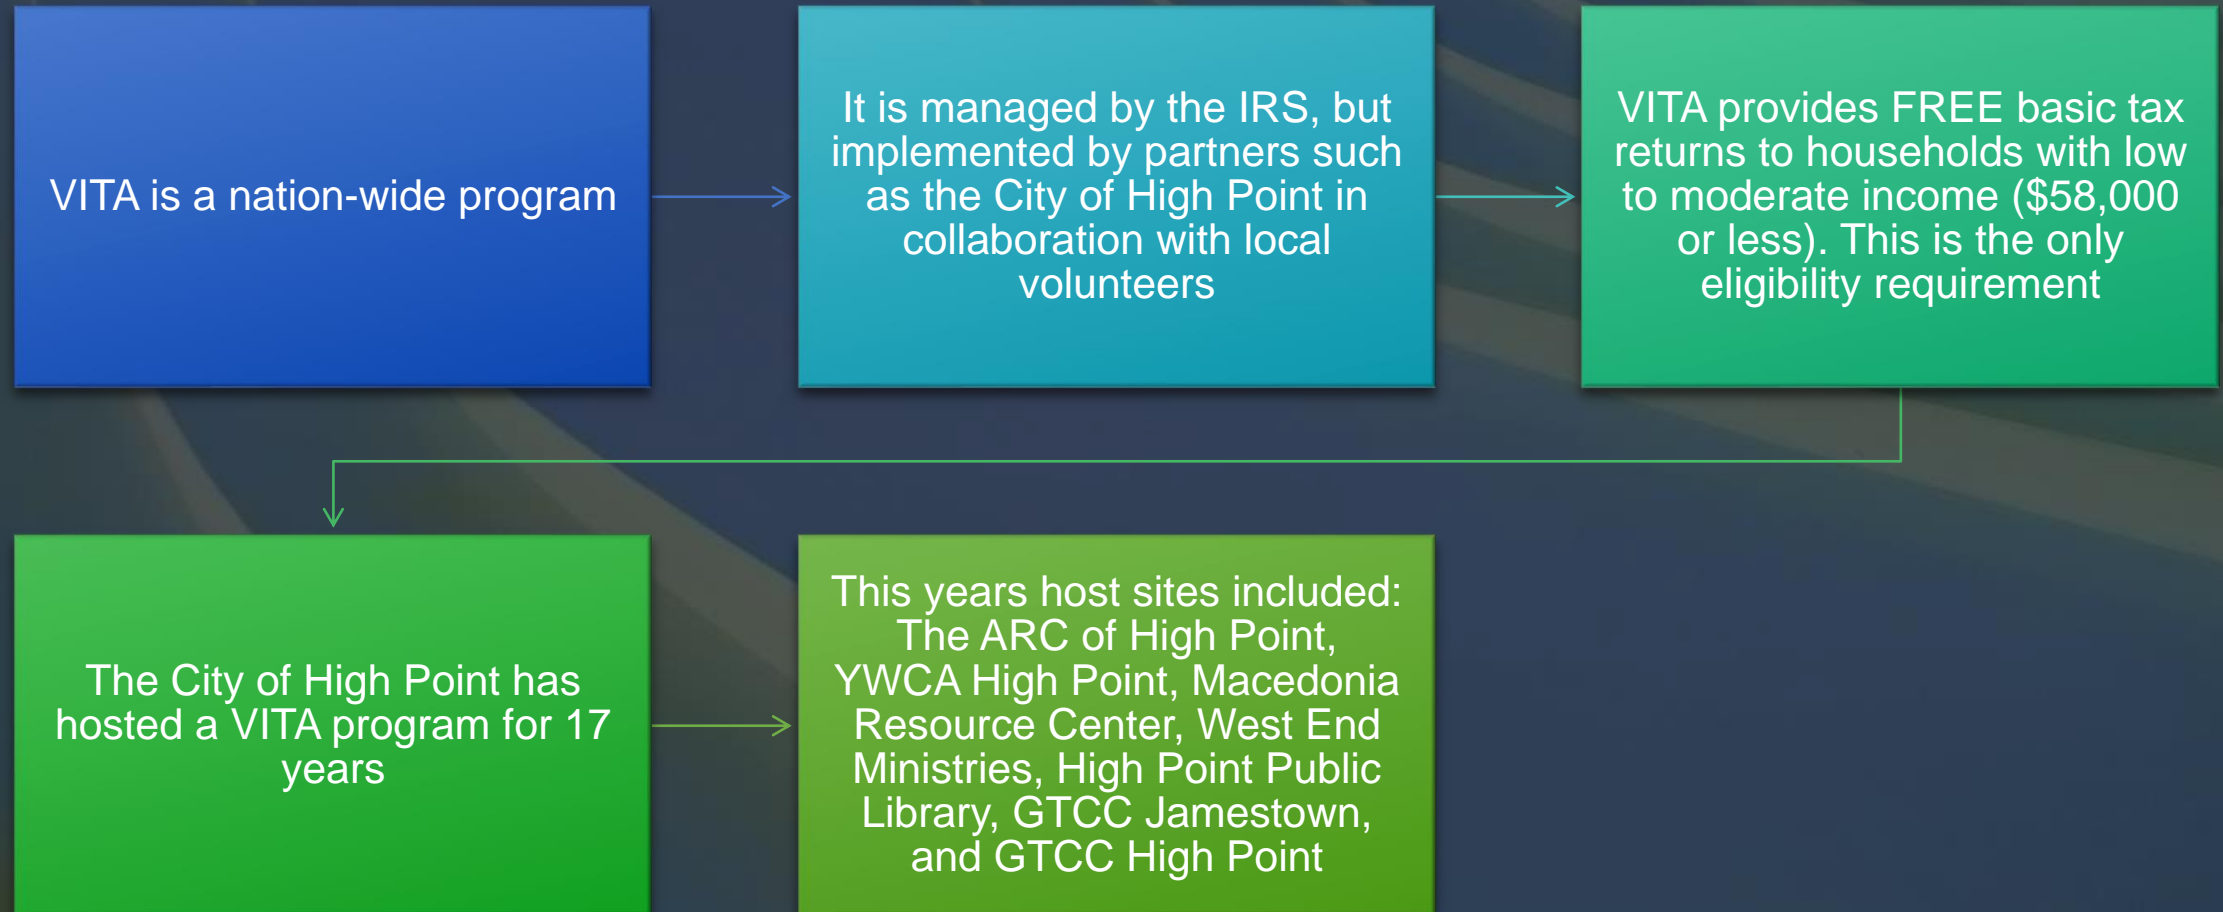 VITA is a nation-wide program
It is managed by the IRS, but
implemented by partners such
as the City of High Point in
collaboration with local
volunteers
VITA provides FREE basic tax
returns to households with low
to moderate income ($58,000
or less). This is the only
eligibility requirement
The City of High Point has
hosted a VITA program for 17
years
This years host sites included:
The ARC of High Point,
YWCA High Point, Macedonia
Resource Center, West End
Ministries, High Point Public
Library, GTCC Jamestown,
and GTCC High Point